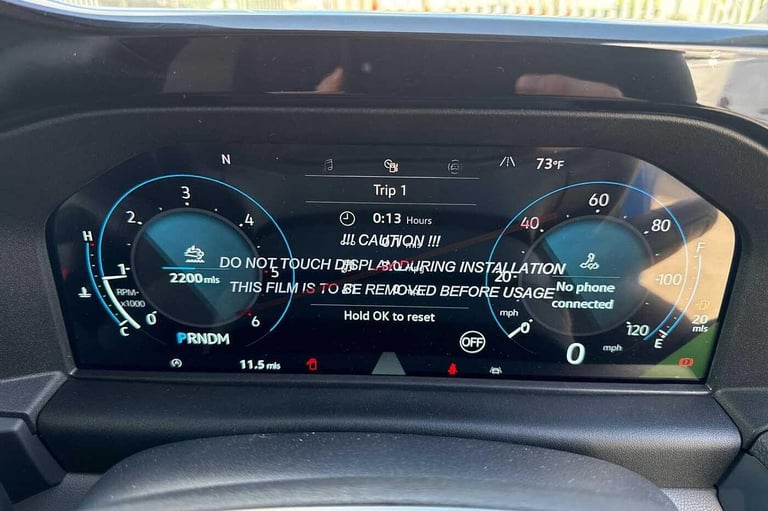 N
73°F
Trip 1
0:13 Hours
!!! CAUTION !!!
DO NOT TOUCH DISPLAY DURING INSTALLATION
THIS FILM IS TO BE REMOVED BEFORE USAGE
Hold OK to reset
OFF
H
C
0
1
2
3
4
5
6
RPM
x1000
2200 mls
PRNDM
11.5 mls
0
20
40
60
80
100
120
mph
No phone
connected
0 mph
F
E
20
mls